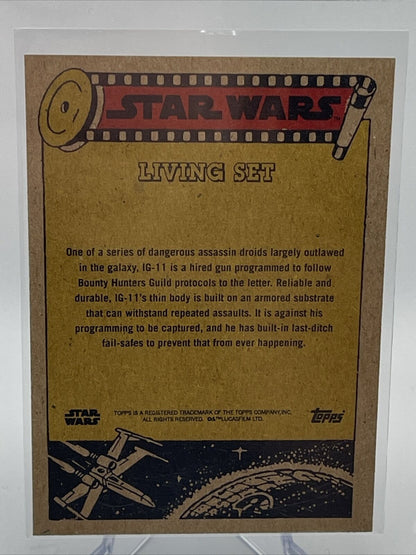 STAR WARS
LIVING SET
One of a series of dangerous assassin droids largely outlawed
in the galaxy, IG-11 is a hired gun programmed to follow
Bounty Hunters Guild protocols to the letter. Reliable and
durable, IG-11's thin body is built on an armored substrate
that can withstand repeated assaults. It is against his
programming to be captured, and he has built-in last-ditch
fail-safes to prevent that from ever happening.
STAR
WARS
TOPPS IS A REGISTERED TRADEMARK OF THE TOPPS COMPANY, INC.
ALL RIGHTS RESERVED. ©&™LUCASFILM LTD.
Topps